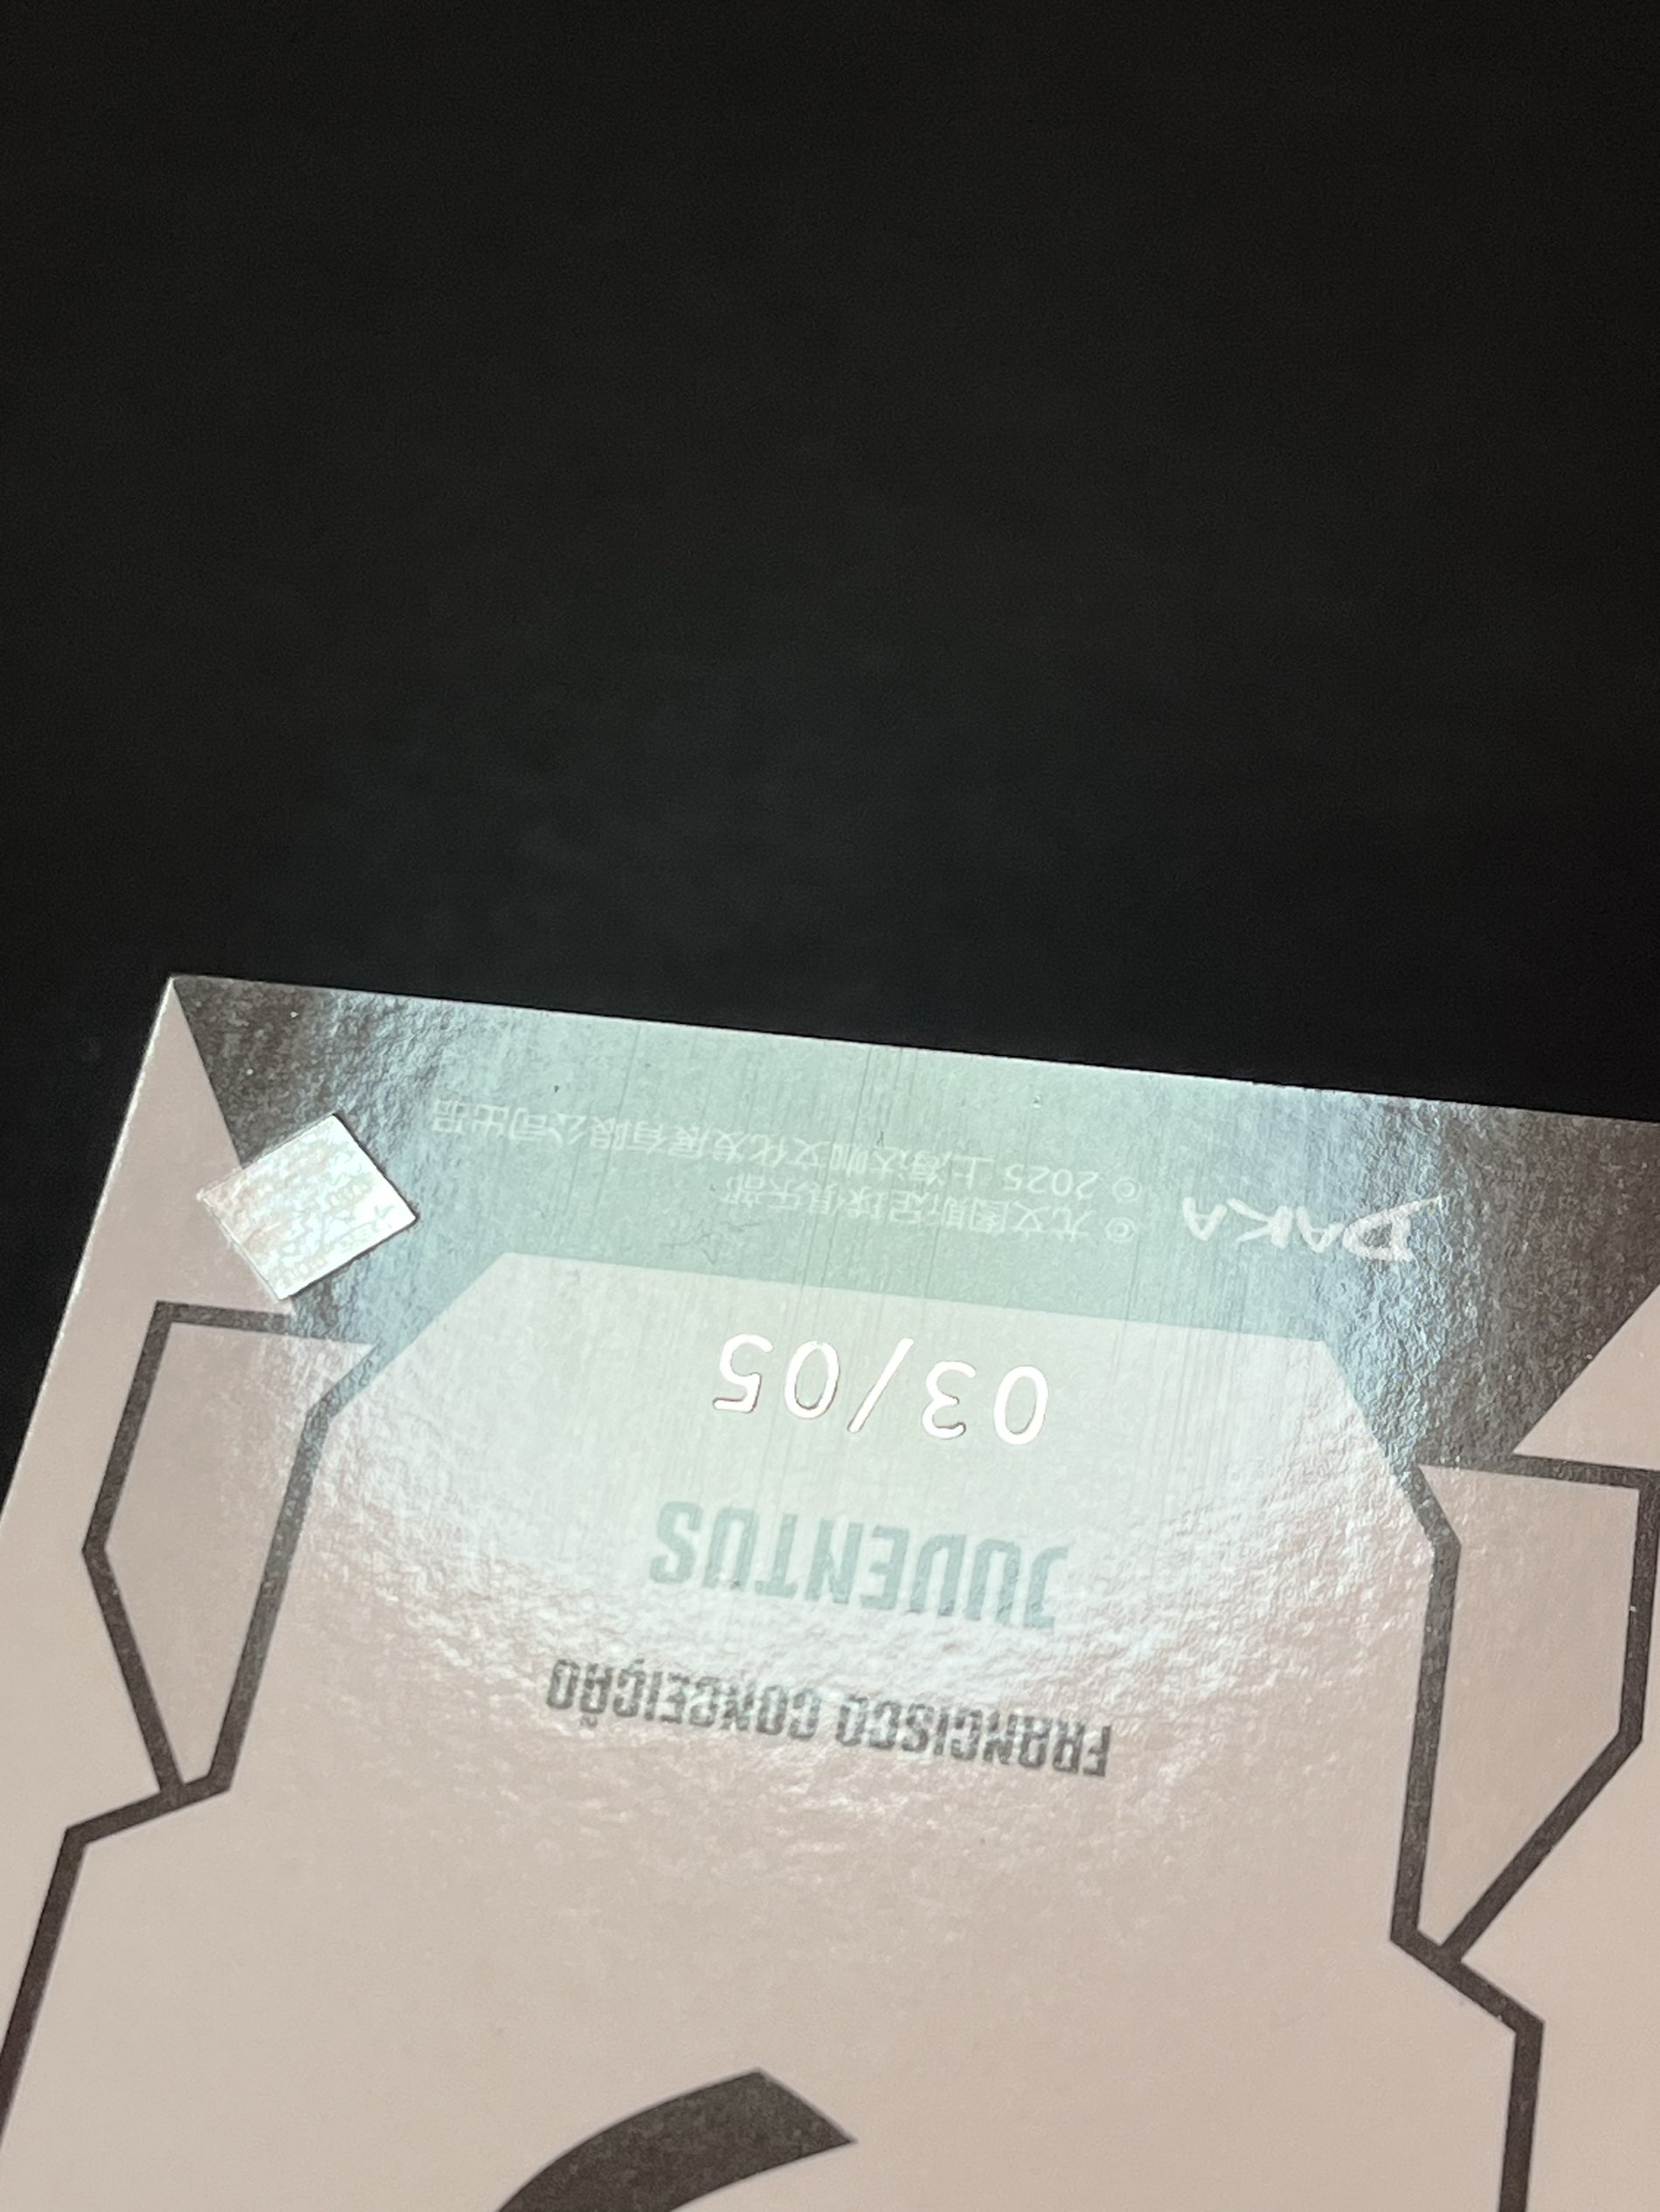 FRANCISCO CONCEIÇÃO
JUVENTUS
03/05
DAKA
© 尤文图斯足球俱乐部
© 2025 上海达咖文化发展有限公司出品